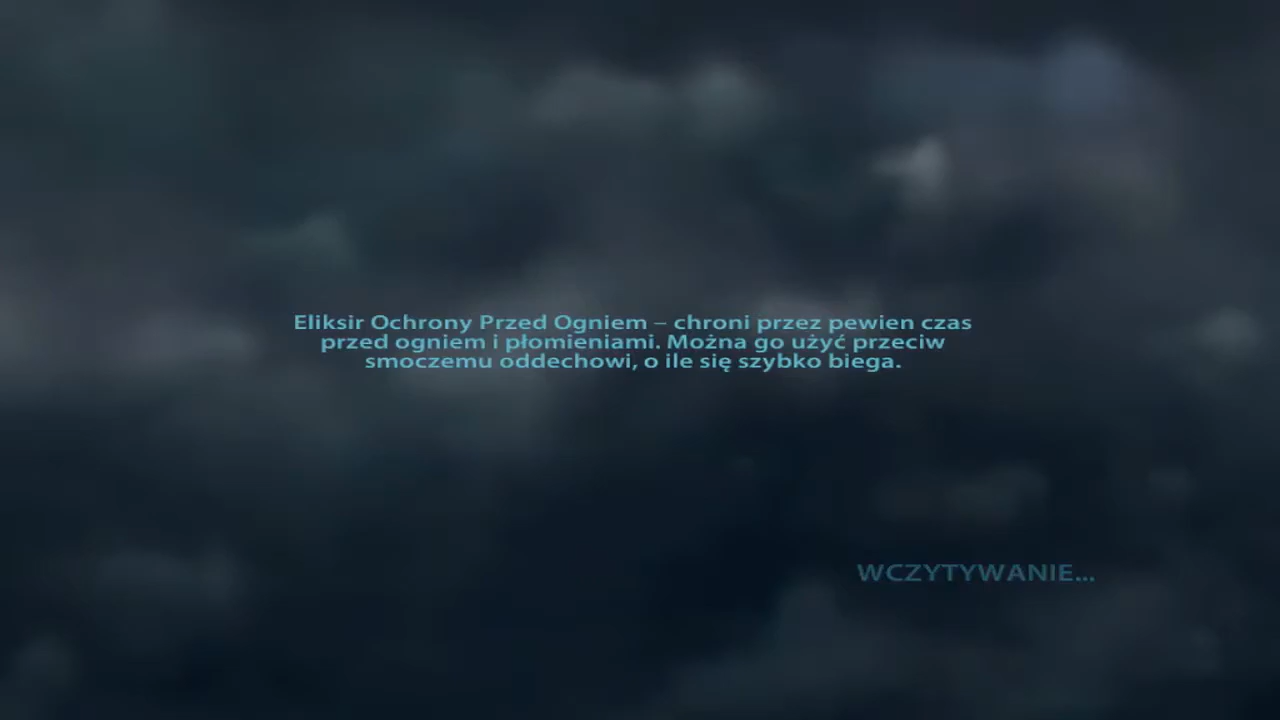 Eliksir Ochrony Przed Ogniem – chroni przez pewien czas
przed ogniem i płomieniami. Można go użyć przeciw
smoczemu oddechowi, o ile się szybko biega.
WCZYTYWANIE...